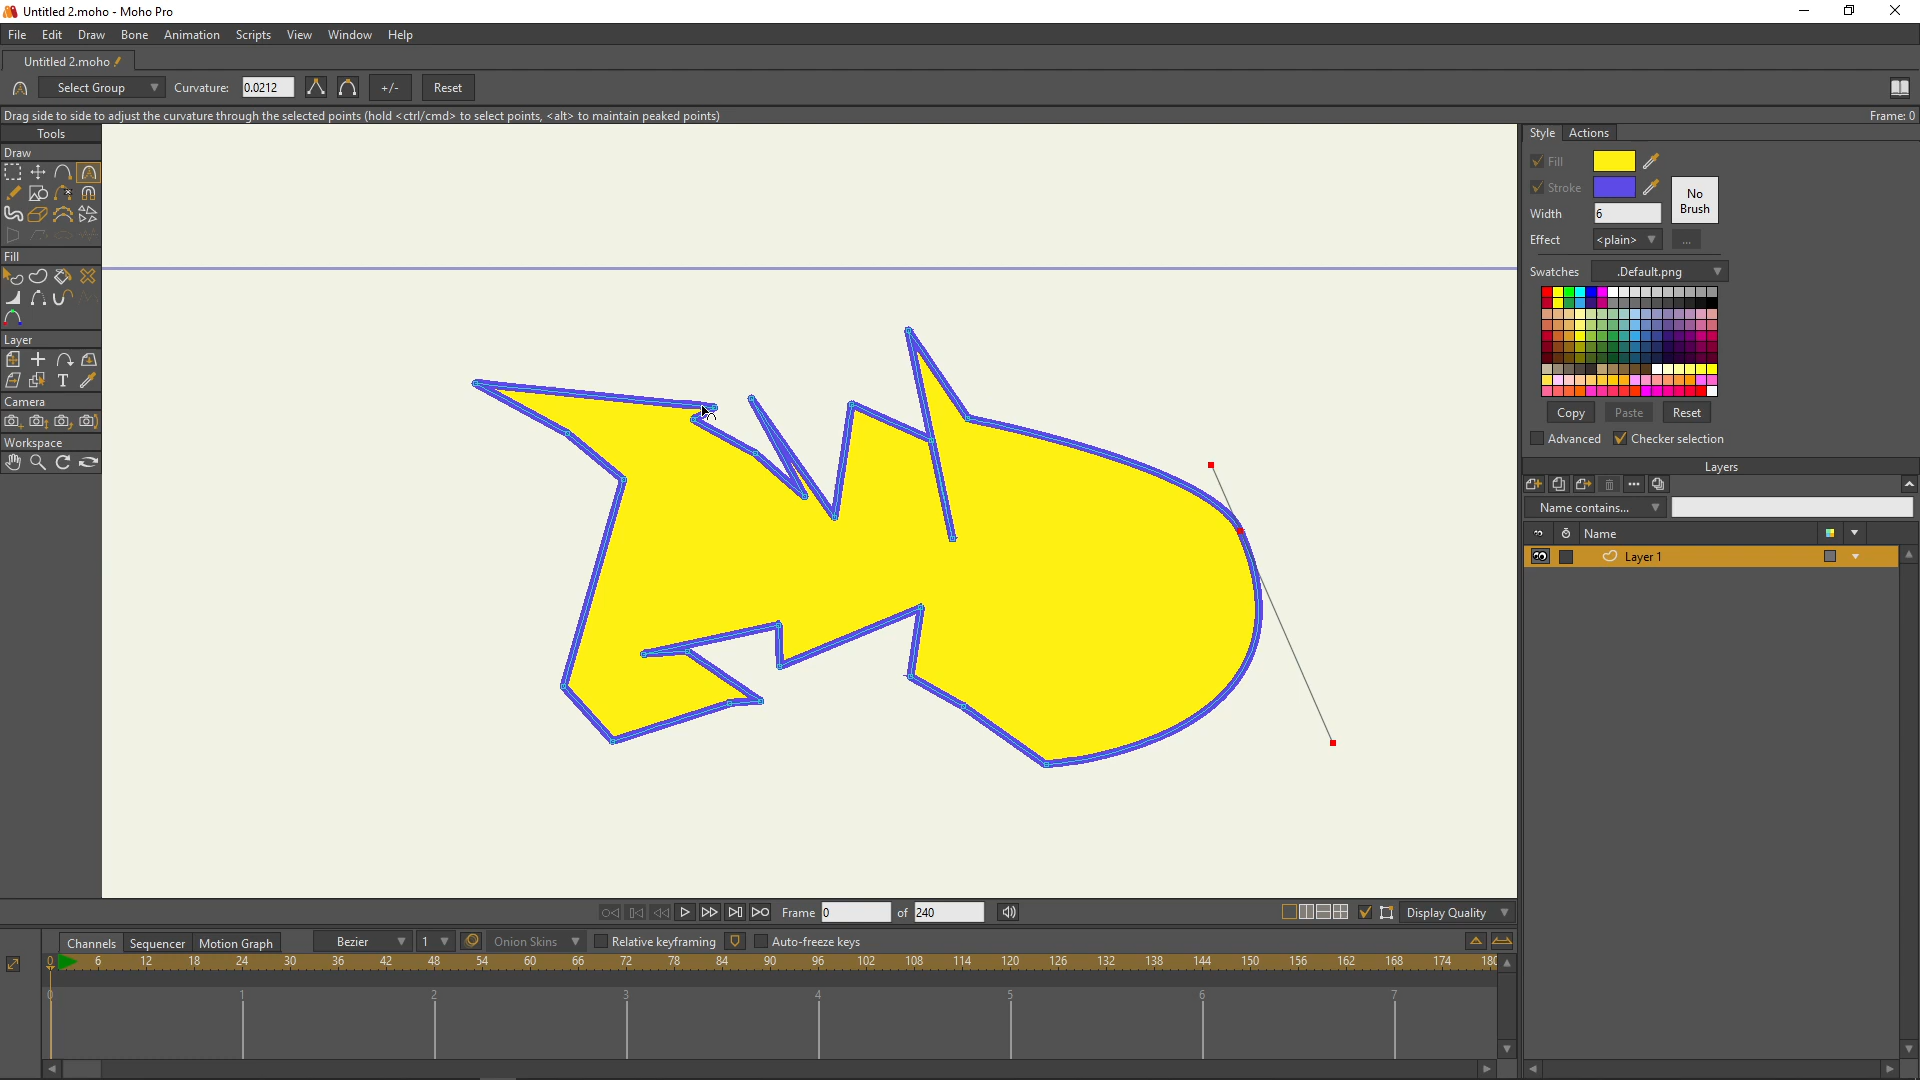 Untitled 2.moho - Moho Pro
File Edit Draw Bone Animation Scripts View Window Help
Untitled 2.moho
Select Group Curvature: 0.0212 +/- Reset
Drag side to side to adjust the curvature through the selected points (hold <ctrl/cmd> to select points, <alt> to maintain peaked points) Frame: 0
Tools
Draw
Fill
Layer
Camera
Workspace
Style Actions
Fill
Stroke
No
Brush
Width 6
Effect <plain> ...
Swatches .Default.png
Copy Paste Reset
Advanced Checker selection
Layers
Name contains...
Name
Layer 1
Frame 0 of 240 Display Quality
Channels Sequencer Motion Graph Bezier 1 Onion Skins Relative keyframing Auto-freeze keys
0 6 12 18 24 30 36 42 48 54 60 66 72 78 84 90 96 102 108 114 120 126 132 138 144 150 156 162 168 174 180
0 1 2 3 4 5 6 7